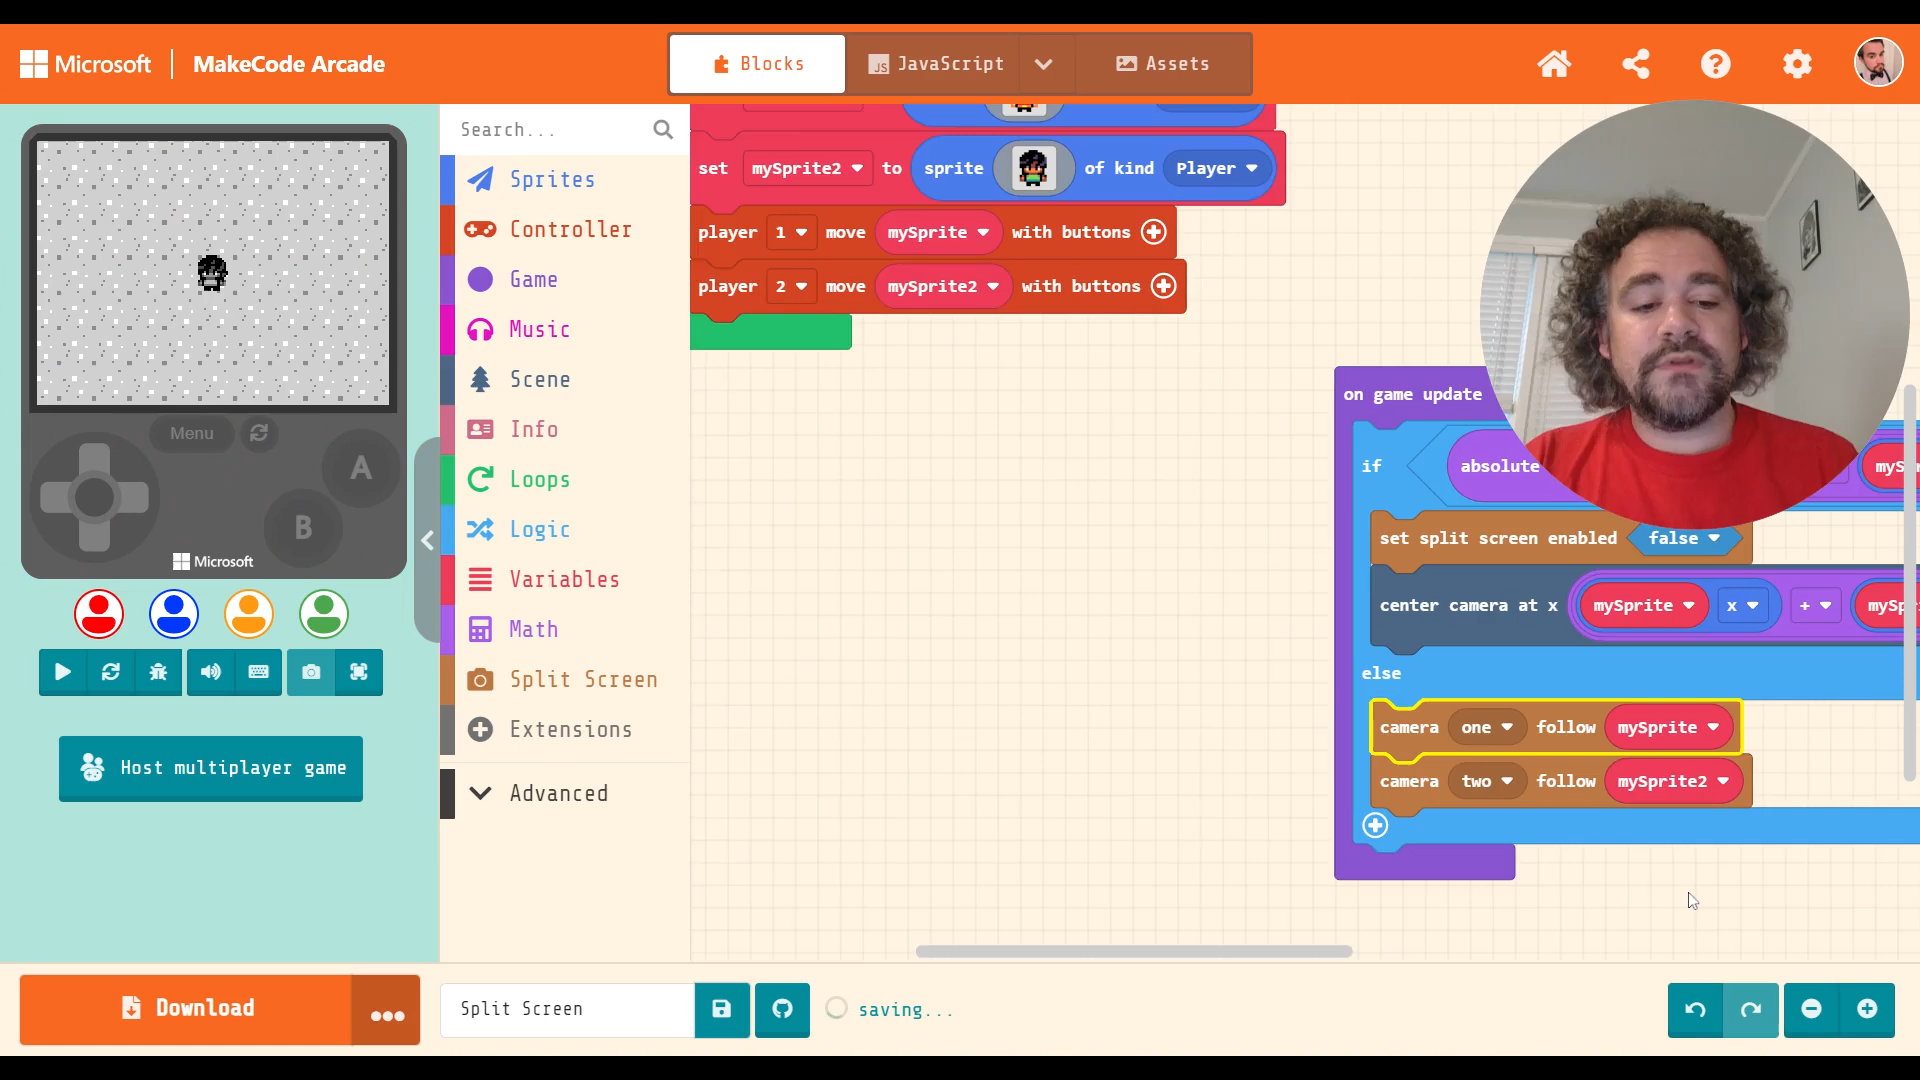 Microsoft MakeCode Arcade
Blocks
JS JavaScript
Assets
Menu
A
B
Microsoft
Host multiplayer game
Download
Search...
Sprites
Controller
Game
Music
Scene
Info
Loops
Logic
Variables
Math
Split Screen
Extensions
Advanced
set mySprite2 to sprite of kind Player
player 1 move mySprite with buttons
player 2 move mySprite2 with buttons
on game update
if absolute
set split screen enabled false
center camera at x mySprite x +
else
camera one follow mySprite
camera two follow mySprite2
Split Screen
saving...